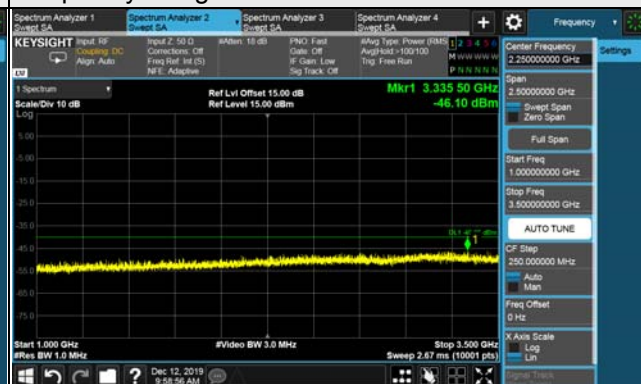 Spectrum Analyzer 1
Swept SA
Spectrum Analyzer 2
Swept SA
Spectrum Analyzer 3
Swept SA
Spectrum Analyzer 4
Swept SA
+
Frequency
KEYSIGHT
Input: RF
Coupling: DC
Align: Auto
Input Z: 50 Ω
Corrections: Off
Freq Ref: Int (S)
NFE: Adaptive
#Atten: 18 dB
PNO: Fast
Gate: Off
IF Gain: Low
Sig Track: Off
#Avg Type: Power (RMS)
Avg|Hold: >100/100
Trig: Free Run
1 2 3 4 5 6
M W W W W W
P N N N N N
LXI
1 Spectrum
Scale/Div 10 dB
Log
Ref Lvl Offset 15.00 dB
Ref Level 15.00 dBm
Mkr1 3.335 50 GHz
-46.10 dBm
5.00
-5.00
-15.0
-25.0
-35.0
-45.0
-55.0
-65.0
-75.0
1
Start 1.000 GHz
#Res BW 1.0 MHz
#Video BW 3.0 MHz
Stop 3.500 GHz
Sweep 2.67 ms (10001 pts)
Dec 12, 2019
9:58:56 AM
Center Frequency
2.250000000 GHz
Settings
Span
2.50000000 GHz
Swept Span
Zero Span
Full Span
Start Freq
1.000000000 GHz
Stop Freq
3.500000000 GHz
AUTO TUNE
CF Step
250.000000 MHz
Auto
Man
Freq Offset
0 Hz
X Axis Scale
Log
Lin
Signal Track